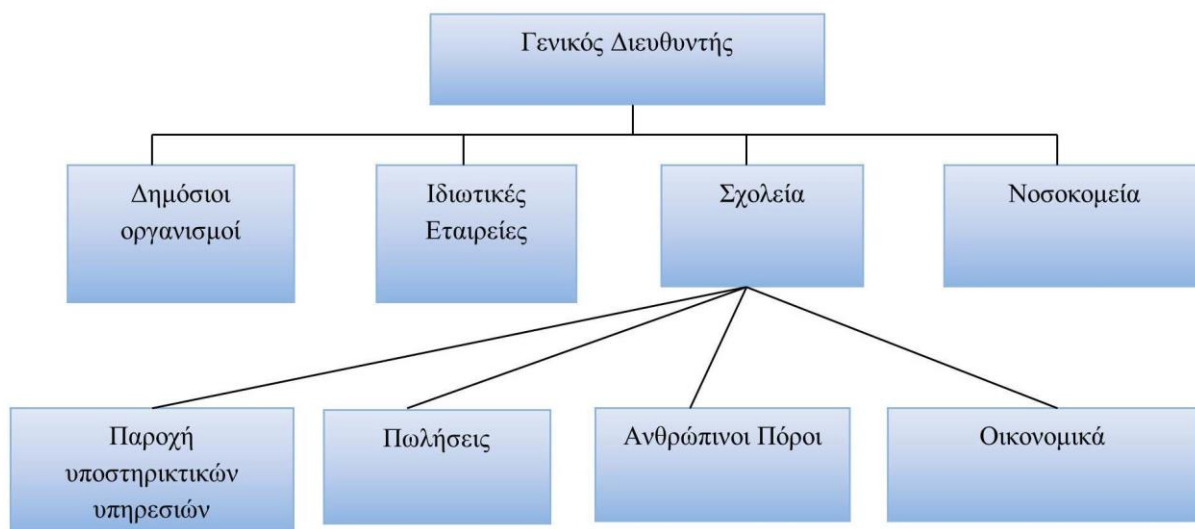 Γενικός Διευθυντής
Δημόσιοι
οργανισμοί
Ιδιωτικές
Εταιρείες
Σχολεία
Νοσοκομεία
Παροχή
υποστηρικτικών
υπηρεσιών
Πωλήσεις
Ανθρώπινοι Πόροι
Οικονομικά